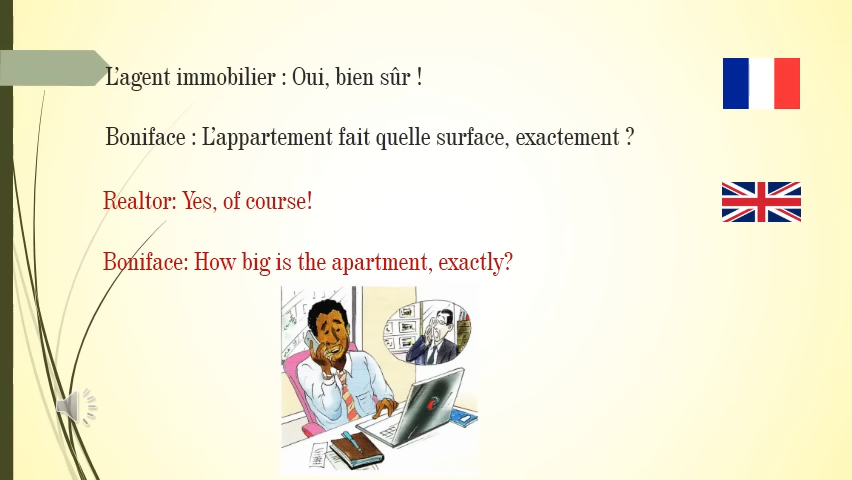 L’agent immobilier : Oui, bien sûr !
Boniface : L’appartement fait quelle surface, exactement ?
Realtor: Yes, of course!
Boniface: How big is the apartment, exactly?